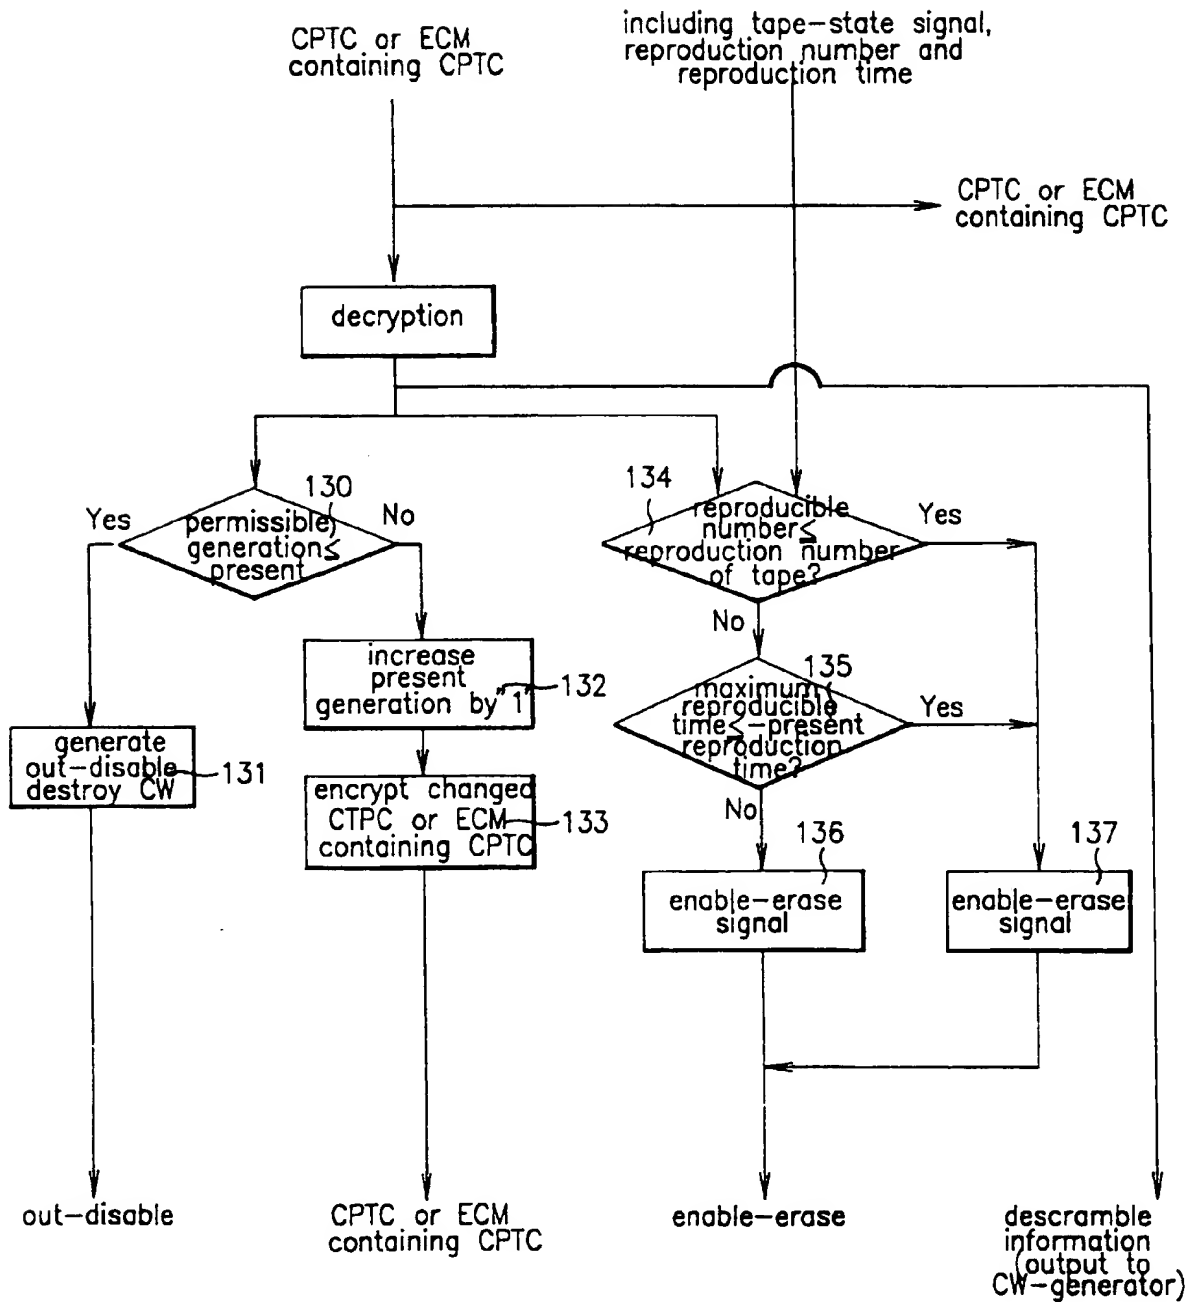 CPTC or ECM
containing CPTC
including tape-state signal,
reproduction number and
reproduction time
CPTC or ECM
containing CPTC
decryption
130
permissible
generation≤
present
Yes
No
134
reproducible
number≤
reproduction number
of tape?
Yes
No
increase
present
generation by "1"
132
135
maximum
reproducible
time≤-present
reproduction
time?
Yes
No
generate
out-disable
destroy CW
131
encrypt changed
CTPC or ECM
containing CPTC
133
136
enable-erase
signal
137
enable-erase
signal
out-disable
CPTC or ECM
containing CPTC
enable-erase
descramble
information
(output to
CW-generator)